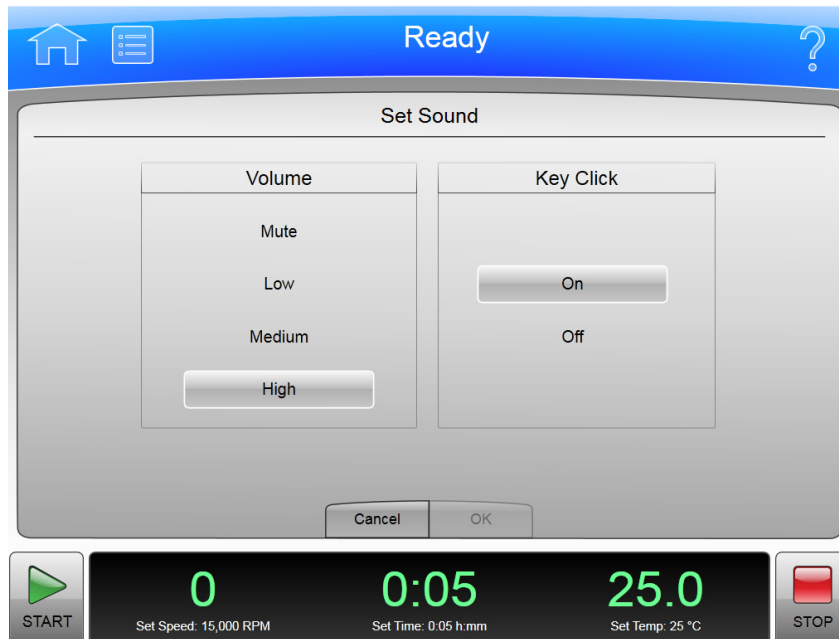 Ready
?
Set Sound
Volume
Key Click
Mute
Low
On
Medium
Off
High
Cancel
OK
START
0
0:05
25.0
Set Speed: 15,000 RPM
Set Time: 0:05 h:mm
Set Temp: 25 °C
STOP